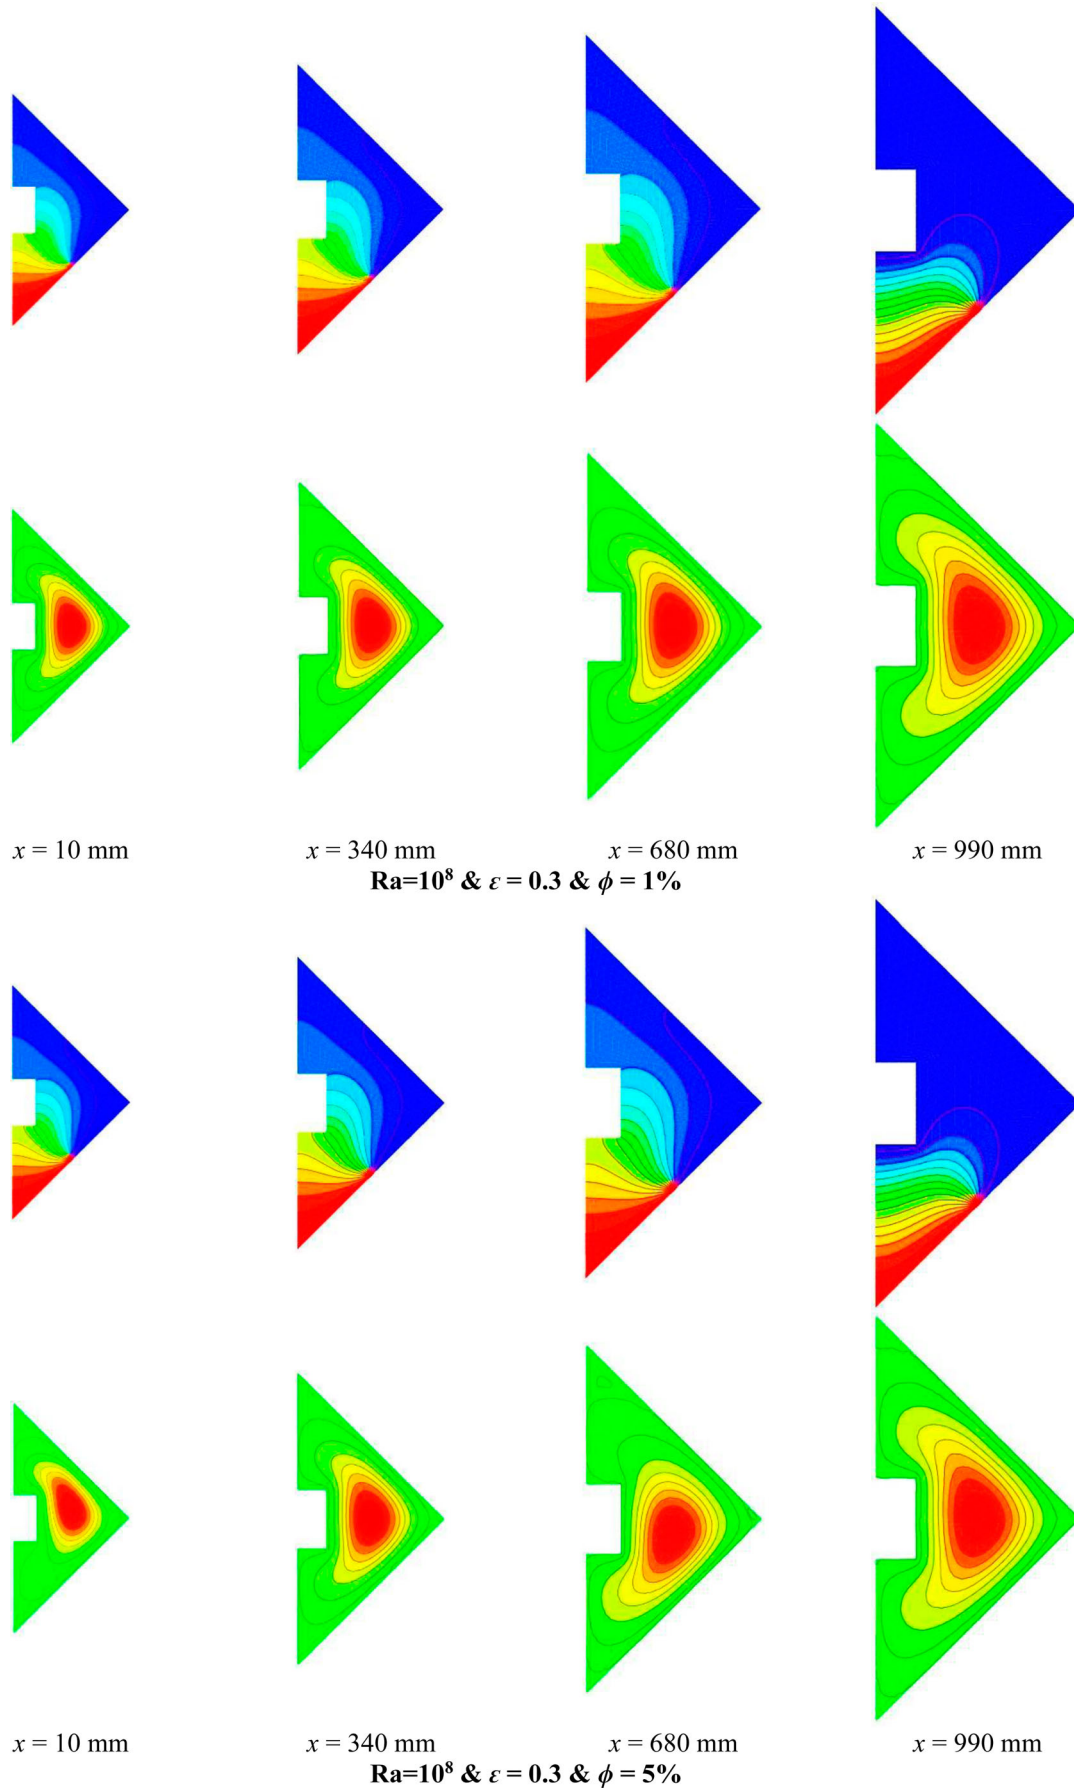 x = 10 mm x = 340 mm x = 680 mm x = 990 mm
Ra=10⁸ & ε = 0.3 & ϕ = 1%
x = 10 mm x = 340 mm x = 680 mm x = 990 mm
Ra=10⁸ & ε = 0.3 & ϕ = 5%